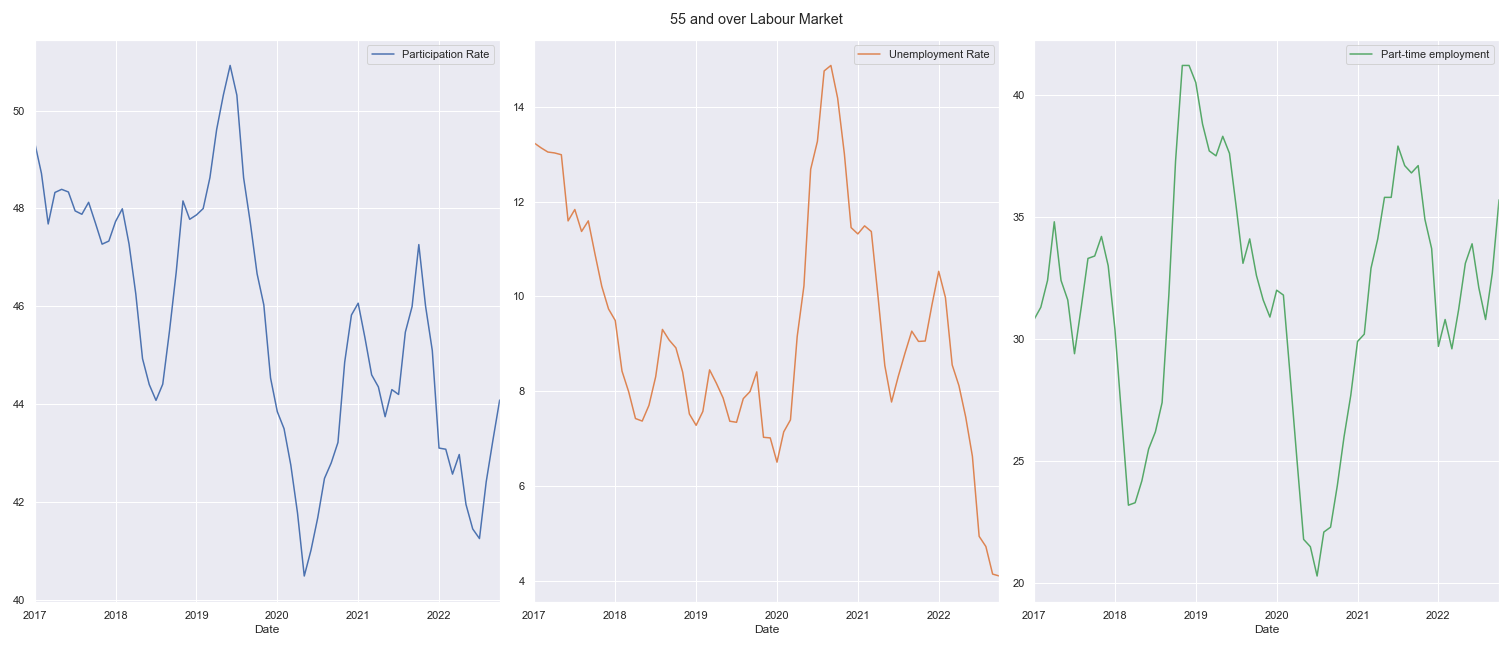 55 and over Labour Market
Participation Rate
50
48
46
44
42
40
2017 2018 2019 2020 2021 2022
Date
Unemployment Rate
14
12
10
8
6
4
2017 2018 2019 2020 2021 2022
Date
Part-time employment
40
35
30
25
20
2017 2018 2019 2020 2021 2022
Date